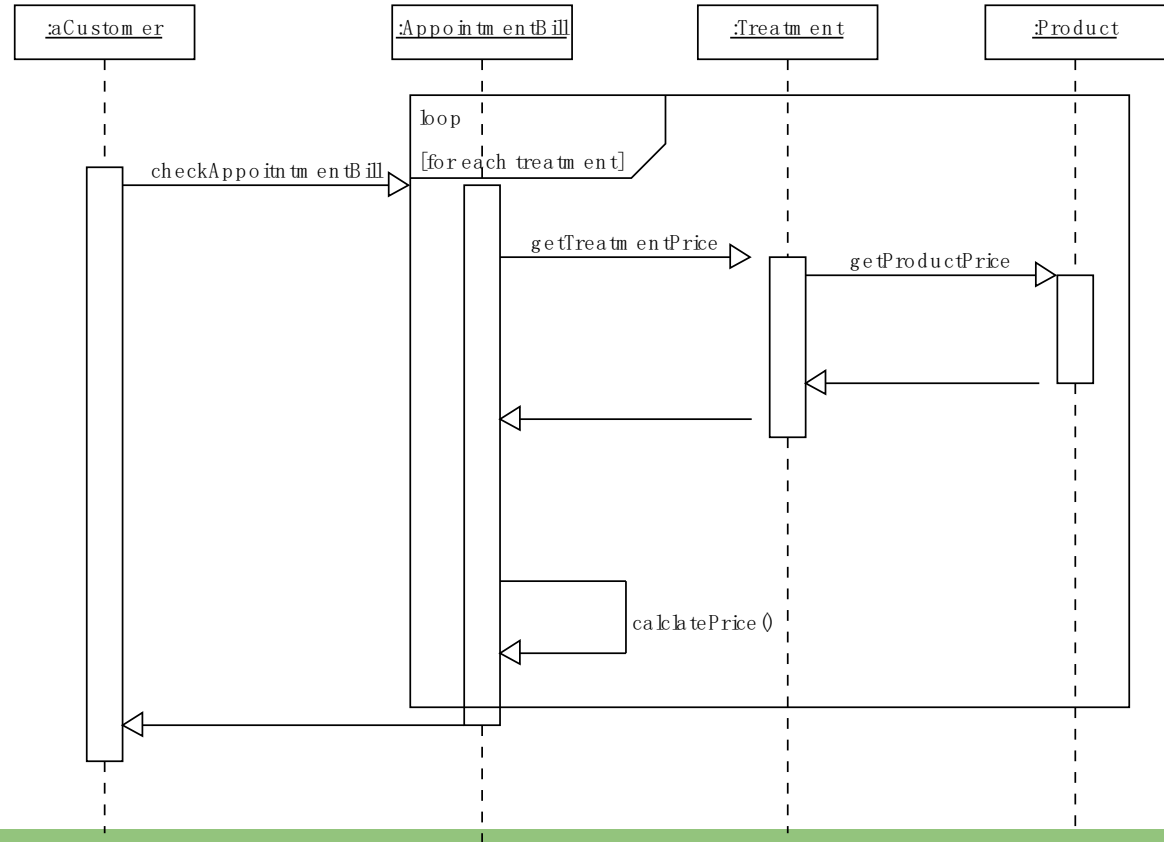 :aCustomer
:AppointmentBill
:Treatment
:Product
loop
[for each treatment]
checkAppoitntmentBill
getTreatmentPrice
getProductPrice
calclatePrice()